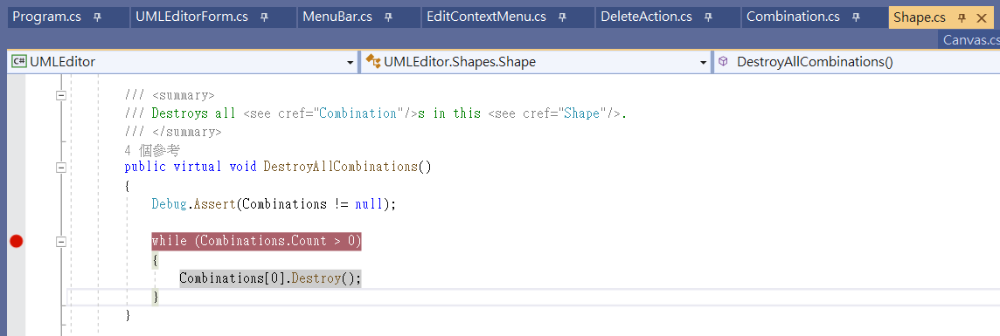 Program.cs UMLEditorForm.cs MenuBar.cs EditContextMenu.cs DeleteAction.cs Combination.cs Shape.cs
Canvas.cs
C# UMLEditor UMLEditor.Shapes.Shape DestroyAllCombinations()
/// <summary>
/// Destroys all <see cref="Combination"/>s in this <see cref="Shape"/>.
/// </summary>
4 個參考
public virtual void DestroyAllCombinations()
{
Debug.Assert(Combinations != null);
while (Combinations.Count > 0)
{
Combinations[0].Destroy();
}
}